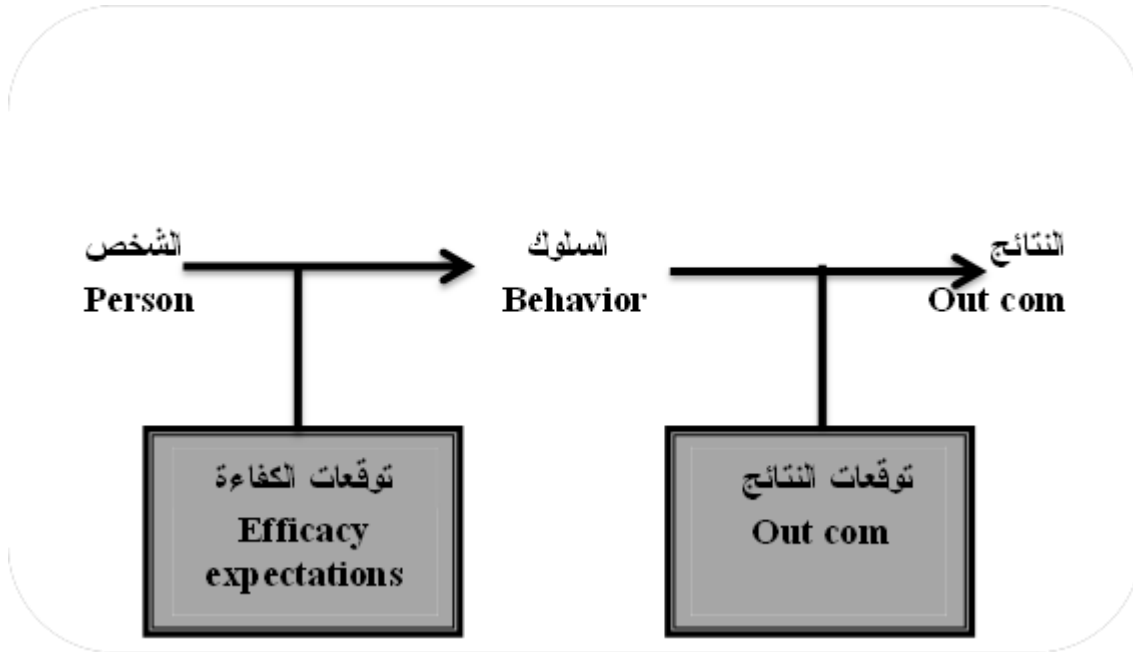 الشخص
Person
السلوك
Behavior
النتائج
Out com
توقعات الكفاءة
Efficacy
expectations
توقعات النتائج
Out com